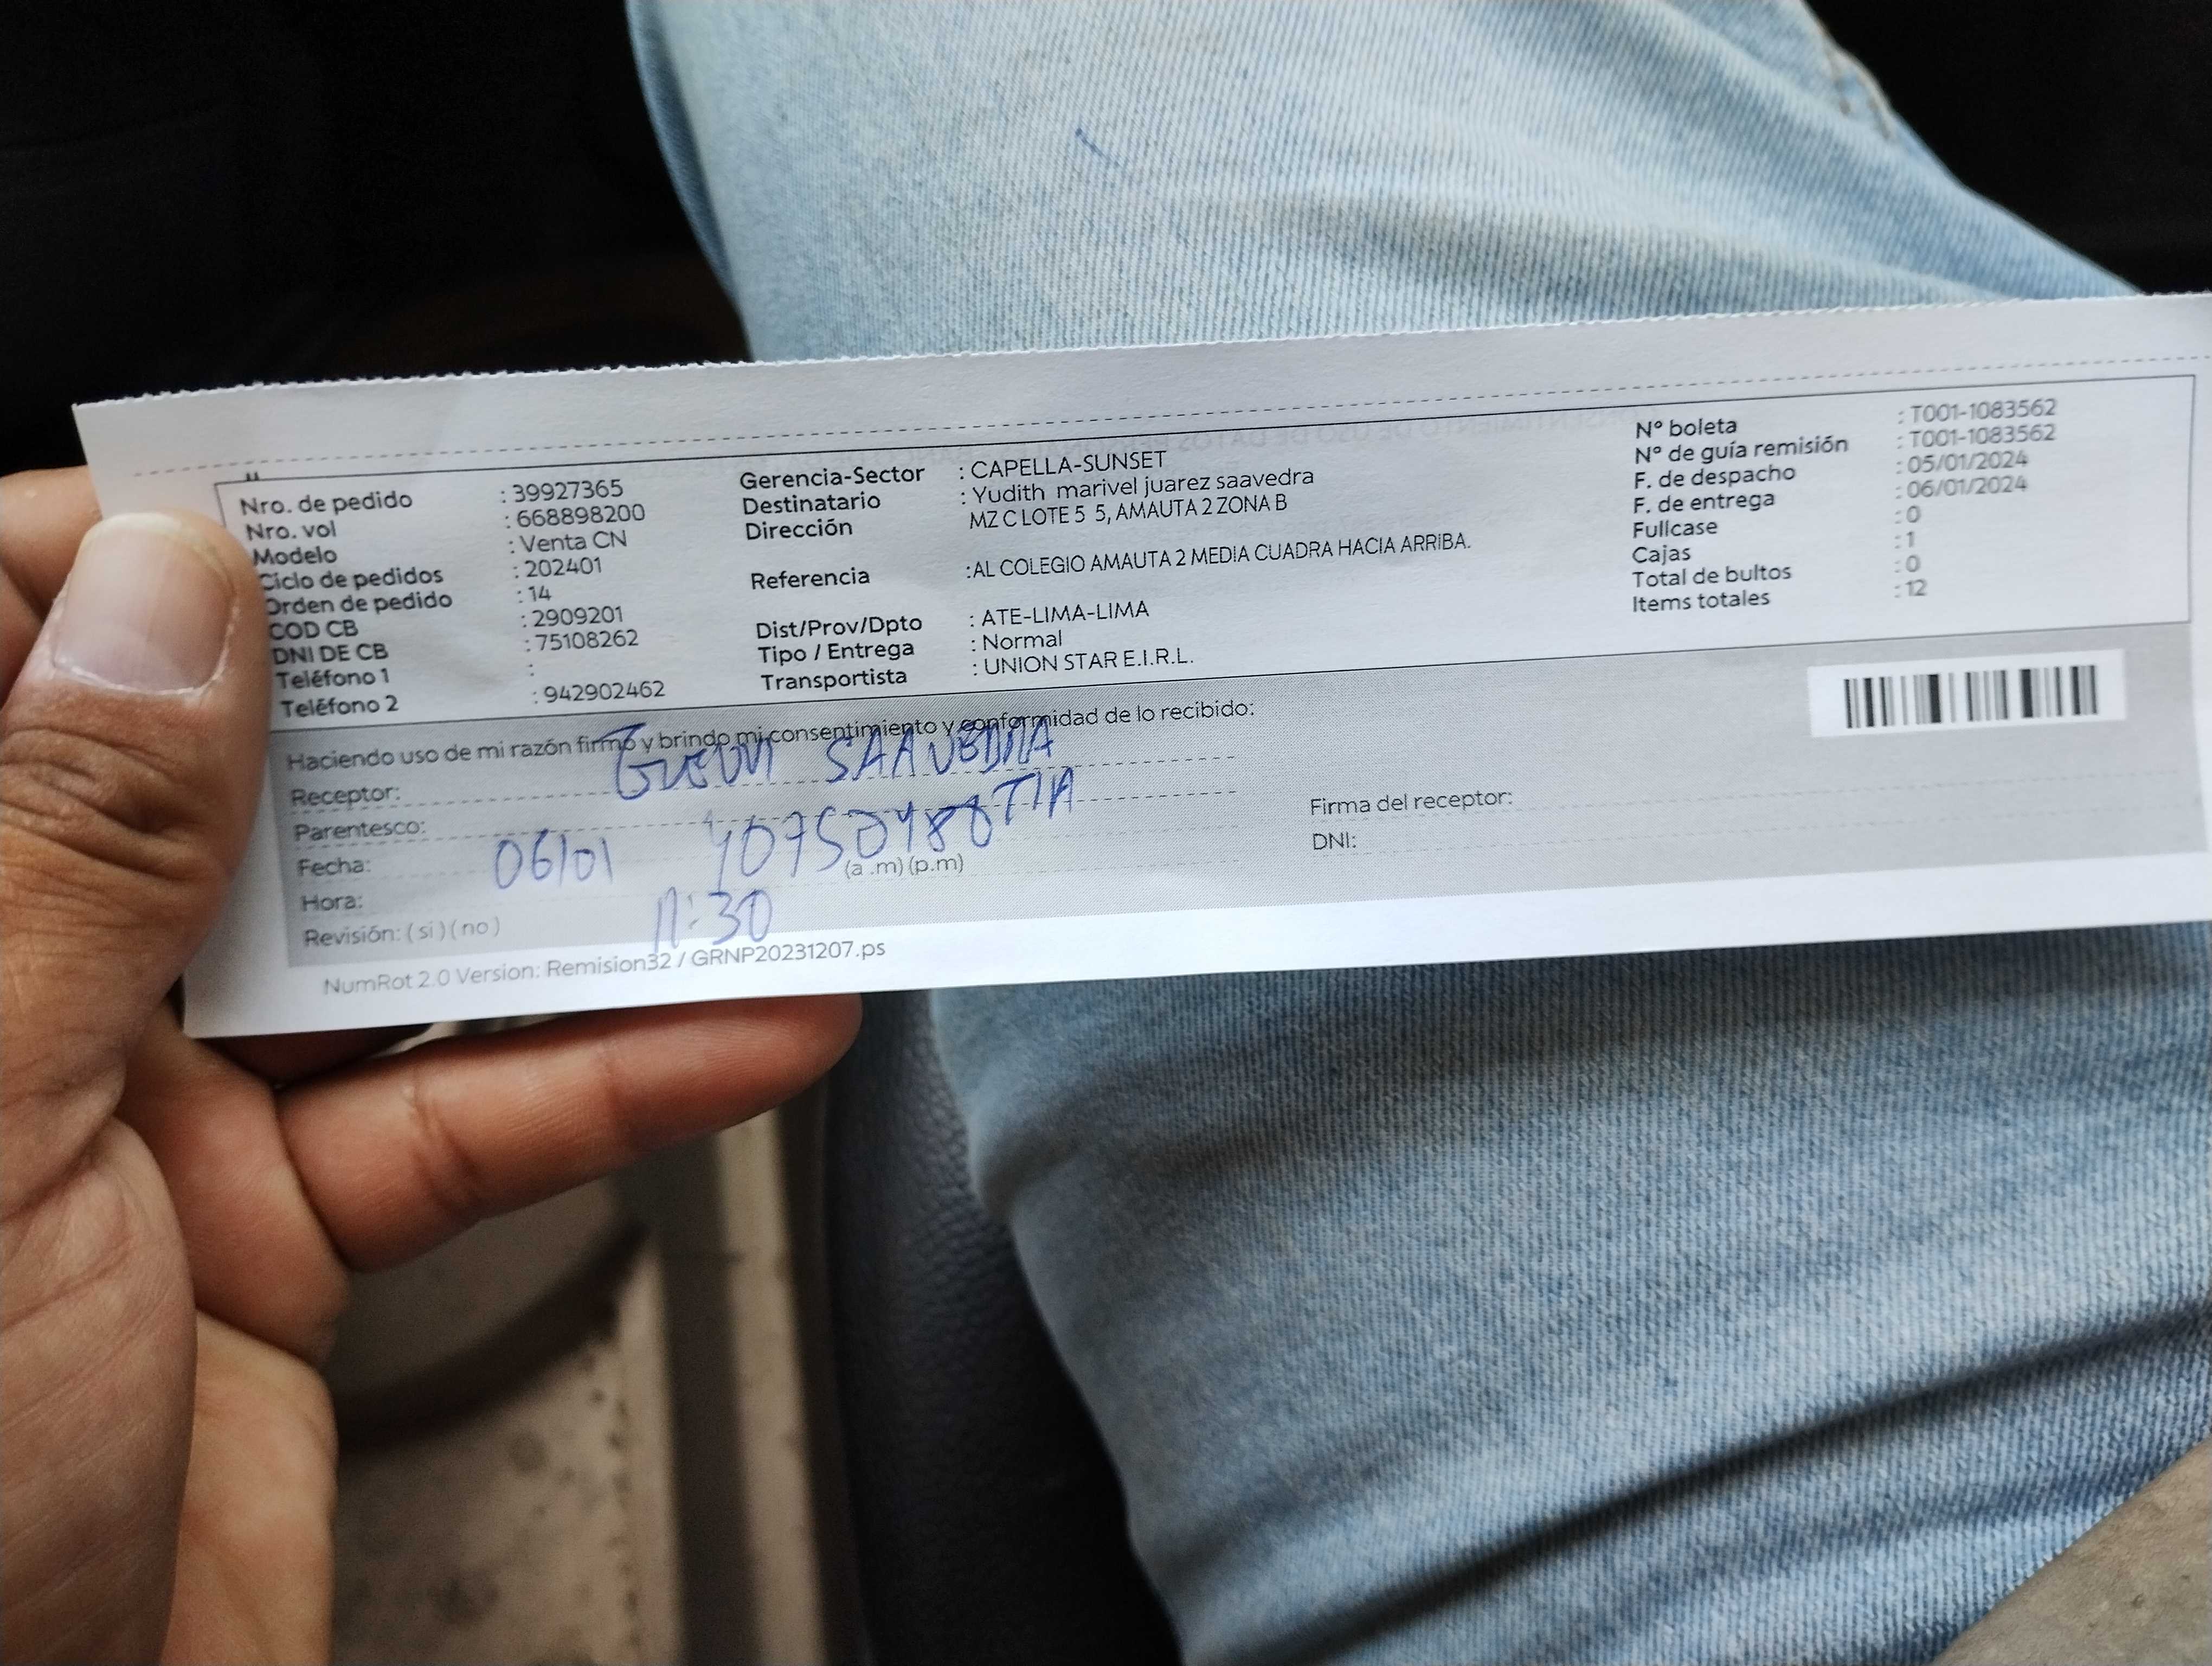 Nro. de pedido : 39927365
Nro. vol : 668898200
Modelo : Venta CN
Ciclo de pedidos : 202401
Orden de pedido : 14
COD CB : 2909201
DNI DE CB : 75108262
Teléfono 1 :
Teléfono 2 : 942902462
Gerencia-Sector : CAPELLA-SUNSET
Destinatario : Yudith marivel juarez saavedra
Dirección MZ C LOTE 5 5, AMAUTA 2 ZONA B
Referencia :AL COLEGIO AMAUTA 2 MEDIA CUADRA HACIA ARRIBA.
Dist/Prov/Dpto : ATE-LIMA-LIMA
Tipo / Entrega : Normal
Transportista : UNION STAR E.I.R.L.
Nº boleta : T001-1083562
Nº de guía remisión : T001-1083562
F. de despacho : 05/01/2024
F. de entrega : 06/01/2024
Fullcase : 0
Cajas : 1
Total de bultos : 0
Items totales : 12
Haciendo uso de mi razón firmo y brindo mi consentimiento y conformidad de lo recibido:
Receptor: SAAVEDRA
Parentesco: TIA
Fecha: 06/01 40750480
Hora: (a .m) (p.m)
11:30
Revisión: ( si ) ( no )
Firma del receptor:
DNI:
NumRot 2.0 Version: Remision32 / GRNP20231207.ps